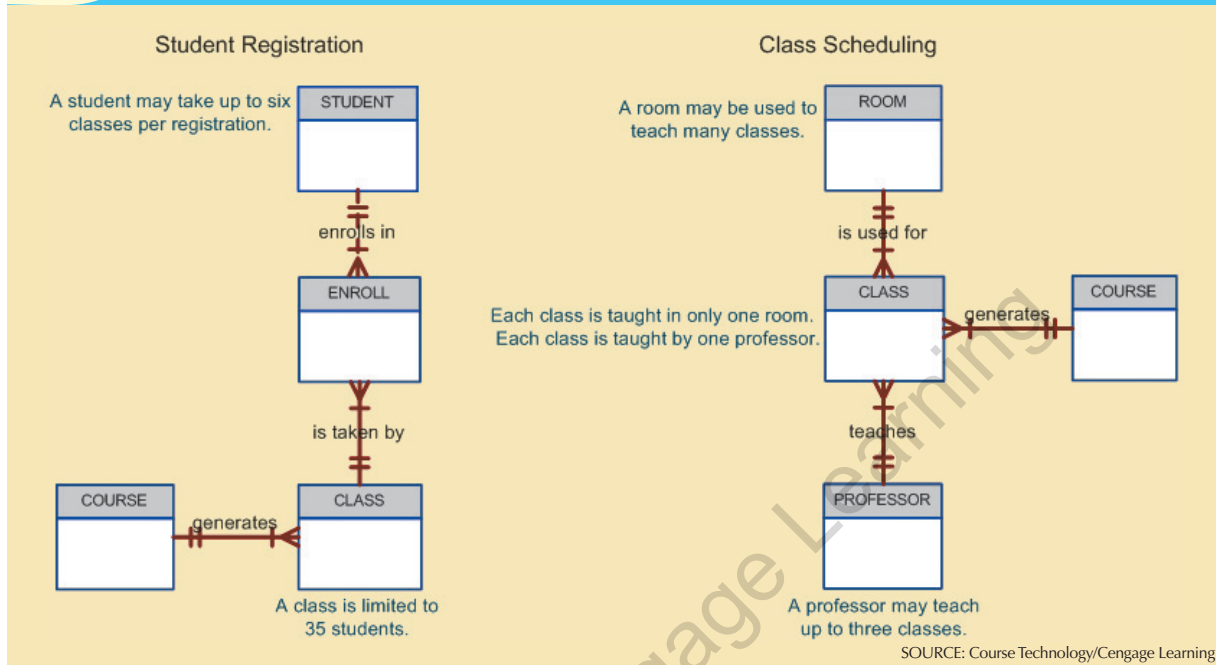 Student Registration
A student may take up to six
classes per registration.
STUDENT
enrolls in
ENROLL
is taken by
COURSE
generates
CLASS
A class is limited to
35 students.
Class Scheduling
A room may be used to
teach many classes.
ROOM
is used for
Each class is taught in only one room.
Each class is taught by one professor.
CLASS
generates
COURSE
teaches
PROFESSOR
A professor may teach
up to three classes.
SOURCE: Course Technology/Cengage Learning
Cengage Learning